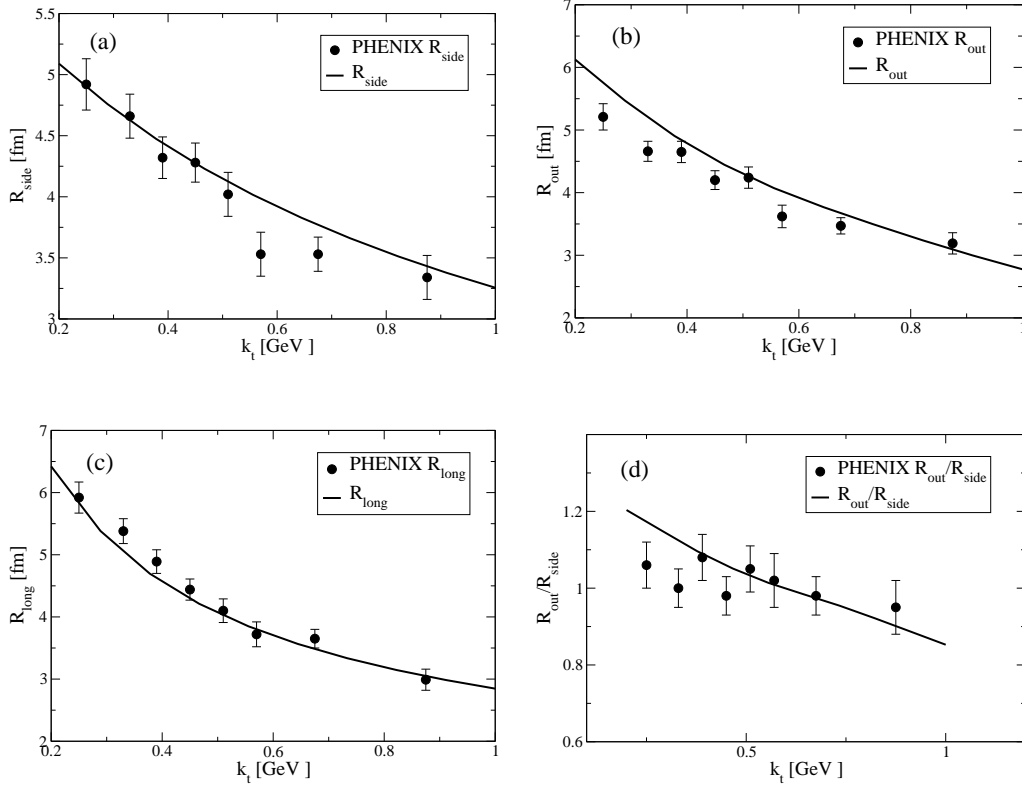 (a)
PHENIX R_side
R_side
5.5
5
4.5
4
3.5
3
R_side [fm]
0.2 0.4 0.6 0.8 1
k_t [GeV ]
(b)
PHENIX R_out
R_out
7
6
5
4
3
2
R_out [fm]
0.2 0.4 0.6 0.8 1
k_t [GeV ]
(c)
PHENIX R_long
R_long
7
6
5
4
3
2
R_long [fm]
0.2 0.4 0.6 0.8 1
k_t [GeV ]
(d)
PHENIX R_out/R_side
R_out/R_side
1.2
1
0.8
0.6
R_out/R_side
0.5 1
k_t [GeV ]